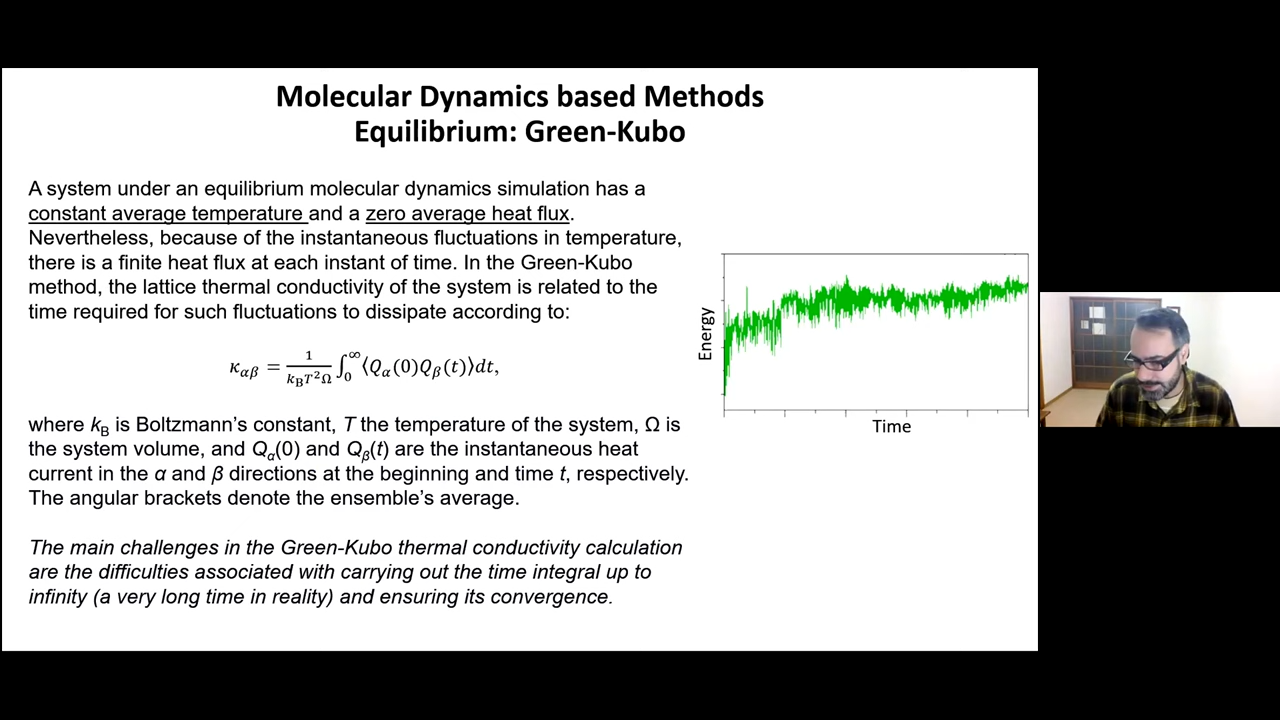 Molecular Dynamics based Methods
Equilibrium: Green-Kubo
A system under an equilibrium molecular dynamics simulation has a
constant average temperature and a zero average heat flux.
Nevertheless, because of the instantaneous fluctuations in temperature,
there is a finite heat flux at each instant of time. In the Green-Kubo
method, the lattice thermal conductivity of the system is related to the
time required for such fluctuations to dissipate according to:
κ_αβ = 1/(k_B T²Ω) ∫₀^∞ ⟨Q_α(0)Q_β(t)⟩dt,
where k_B is Boltzmann’s constant, T the temperature of the system, Ω is
the system volume, and Q_α(0) and Q_β(t) are the instantaneous heat
current in the α and β directions at the beginning and time t, respectively.
The angular brackets denote the ensemble’s average.
The main challenges in the Green-Kubo thermal conductivity calculation
are the difficulties associated with carrying out the time integral up to
infinity (a very long time in reality) and ensuring its convergence.
Energy
Time